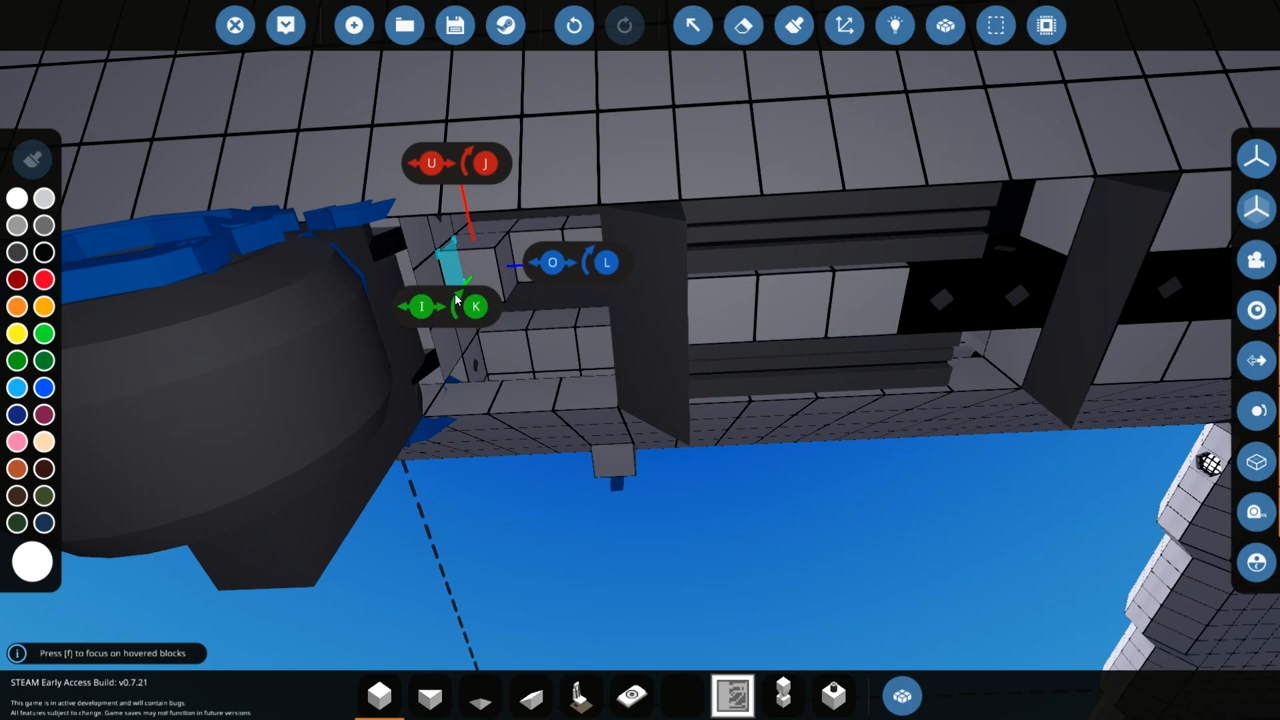 U J
O L
I K
i Press [f] to focus on hovered blocks
STEAM Early Access Build: v0.7.21
This game is in active development and will contain bugs.
All features subject to change. Game saves may not function in future versions